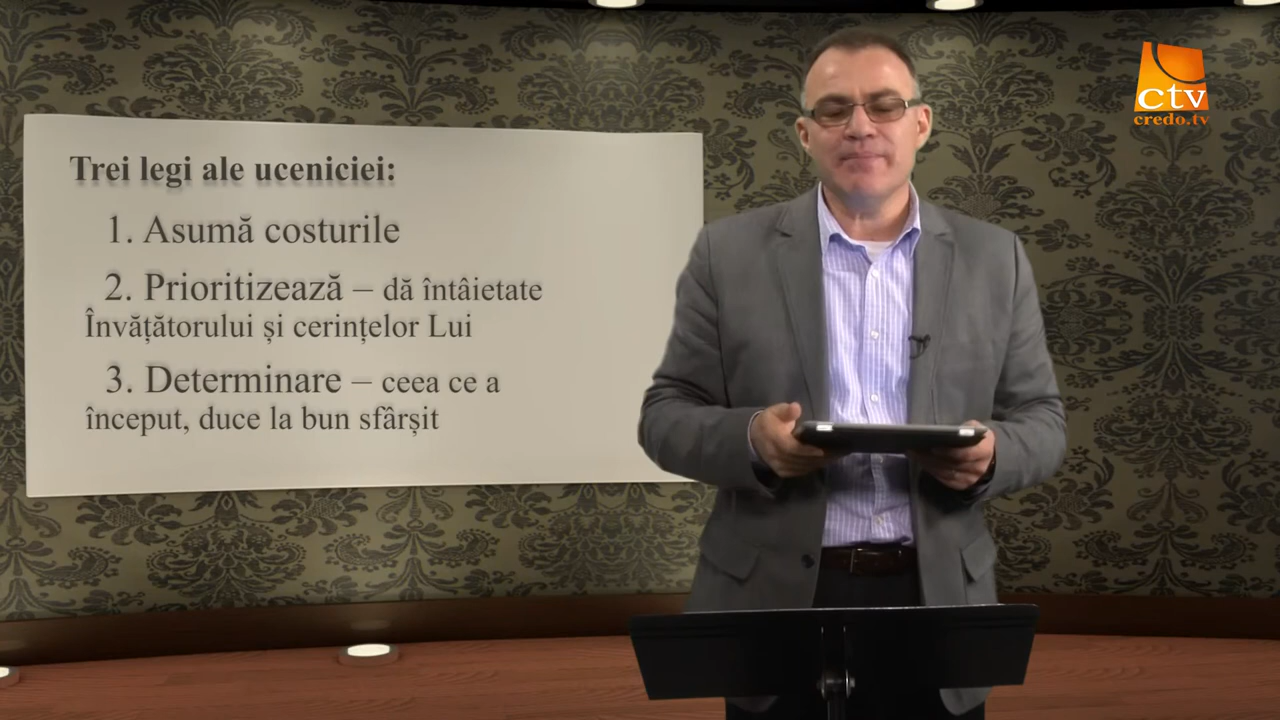 Trei legi ale uceniciei:
1. Asumă costurile
2. Prioritizează – dă întâietate
Învățătorului și cerințelor Lui
3. Determinare – ceea ce a
început, duce la bun sfârșit
ctv
credo.tv